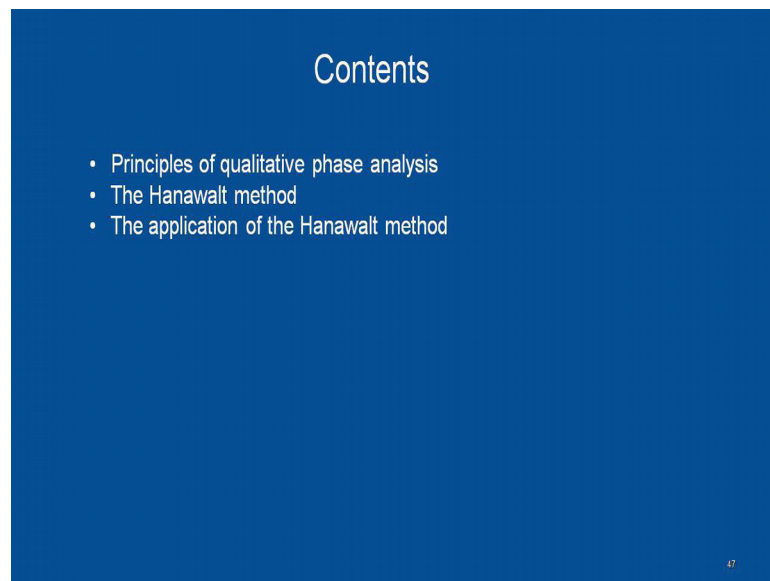 Contents
• Principles of qualitative phase analysis
• The Hanawalt method
• The application of the Hanawalt method
47